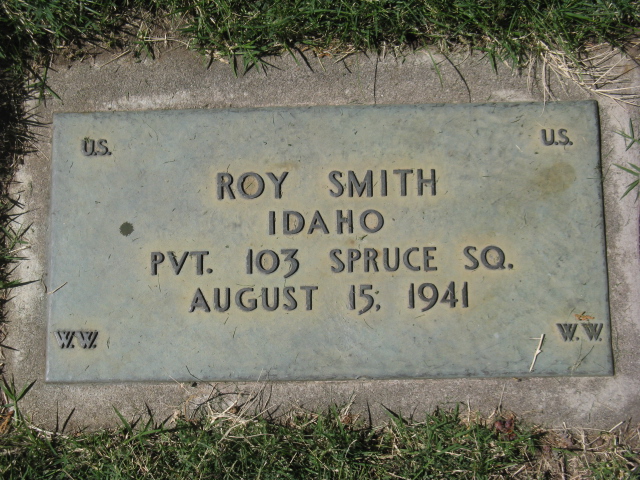 U.S. U.S.
ROY SMITH
IDAHO
PVT. 103 SPRUCE SQ.
AUGUST 15, 1941
W.W. W.W.